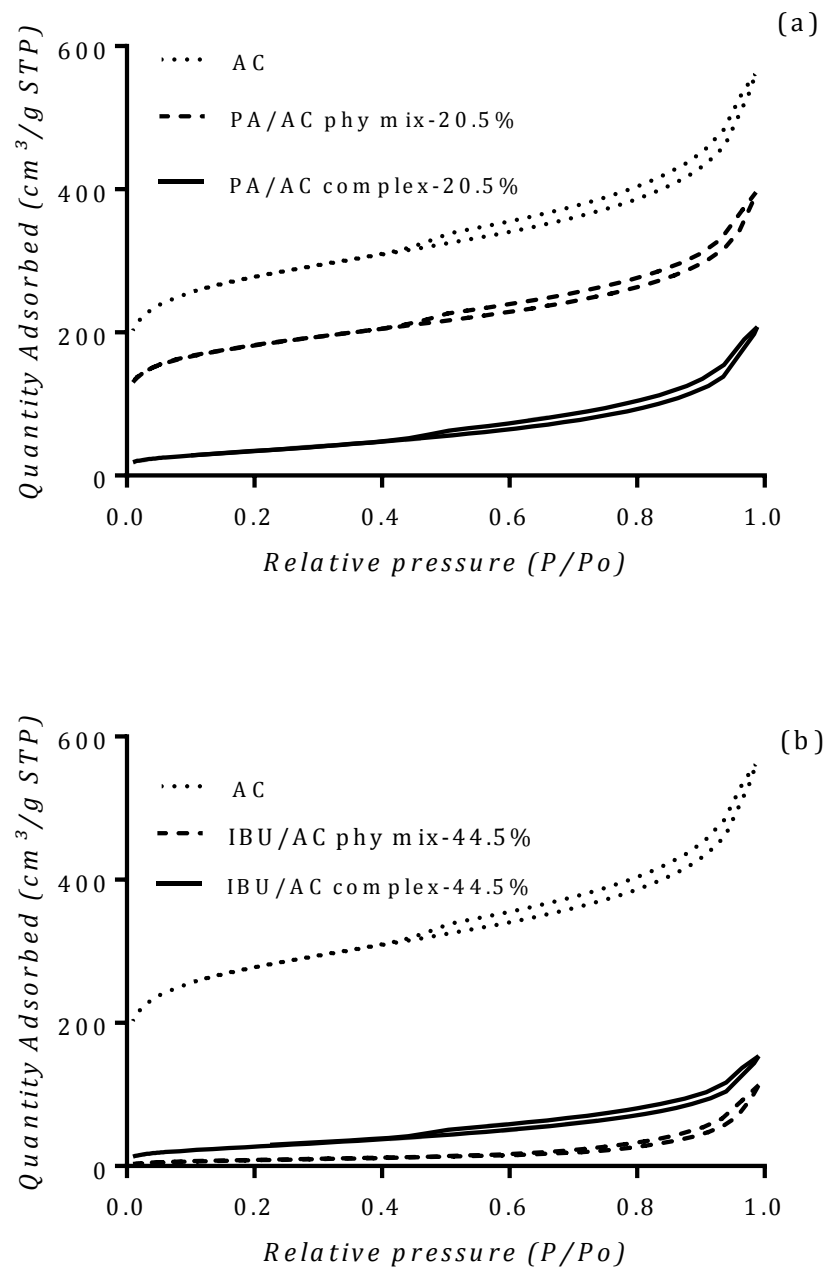 (a)
Quantity Adsorbed (cm³/g STP)
600
400
200
0
AC
PA/AC phy mix-20.5%
PA/AC complex-20.5%
0.0 0.2 0.4 0.6 0.8 1.0
Relative pressure (P/Po)
(b)
Quantity Adsorbed (cm³/g STP)
600
400
200
0
AC
IBU/AC phy mix-44.5%
IBU/AC complex-44.5%
0.0 0.2 0.4 0.6 0.8 1.0
Relative pressure (P/Po)